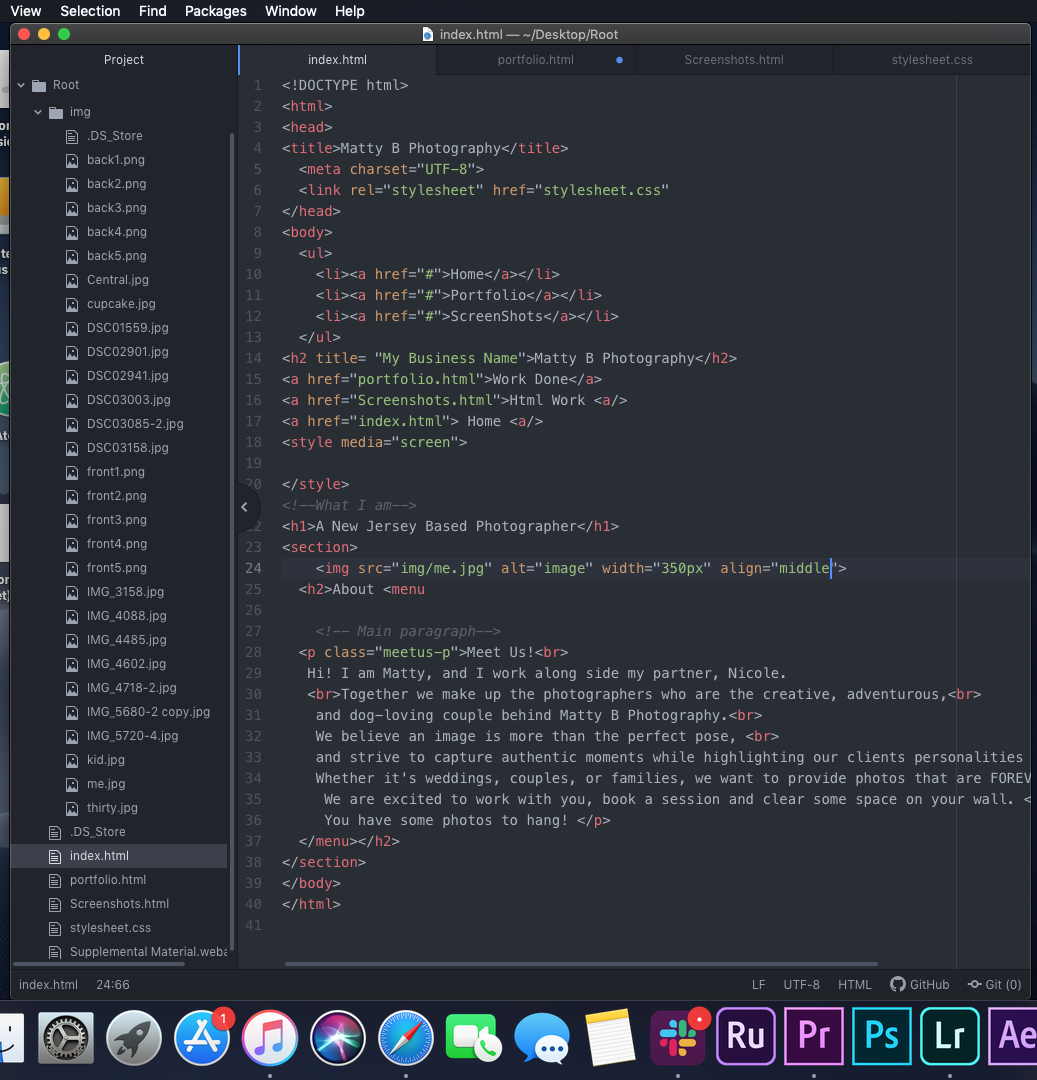 View Selection Find Packages Window Help
index.html — ~/Desktop/Root
Project
index.html portfolio.html Screenshots.html stylesheet.css
Root
img
.DS_Store
back1.png
back2.png
back3.png
back4.png
back5.png
Central.jpg
cupcake.jpg
DSC01559.jpg
DSC02901.jpg
DSC02941.jpg
DSC03003.jpg
DSC03085-2.jpg
DSC03158.jpg
front1.png
front2.png
front3.png
front4.png
front5.png
IMG_3158.jpg
IMG_4088.jpg
IMG_4485.jpg
IMG_4602.jpg
IMG_4718-2.jpg
IMG_5680-2 copy.jpg
IMG_5720-4.jpg
kid.jpg
me.jpg
thirty.jpg
.DS_Store
index.html
portfolio.html
Screenshots.html
stylesheet.css
Supplemental Material.weba
1 <!DOCTYPE html>
2 <html>
3 <head>
4 <title>Matty B Photography</title>
5 <meta charset="UTF-8">
6 <link rel="stylesheet" href="stylesheet.css"
7 </head>
8 <body>
9 <ul>
10 <li><a href="#">Home</a></li>
11 <li><a href="#">Portfolio</a></li>
12 <li><a href="#">ScreenShots</a></li>
13 </ul>
14 <h2 title= "My Business Name">Matty B Photography</h2>
15 <a href="portfolio.html">Work Done</a>
16 <a href="Screenshots.html">Html Work <a/>
17 <a href="index.html"> Home <a/>
18 <style media="screen">
19
20 </style>
<!--What I am-->
22 <h1>A New Jersey Based Photographer</h1>
23 <section>
24 <img src="img/me.jpg" alt="image" width="350px" align="middle">
25 <h2>About <menu
26
27 <!-- Main paragraph-->
28 <p class="meetus-p">Meet Us!<br>
29 Hi! I am Matty, and I work along side my partner, Nicole.
30 <br>Together we make up the photographers who are the creative, adventurous,<br>
31 and dog-loving couple behind Matty B Photography.<br>
32 We believe an image is more than the perfect pose, <br>
33 and strive to capture authentic moments while highlighting our clients personalities
34 Whether it's weddings, couples, or families, we want to provide photos that are FOREV
35 We are excited to work with you, book a session and clear some space on your wall. <
36 You have some photos to hang! </p>
37 </menu></h2>
38 </section>
39 </body>
40 </html>
41
index.html 24:66 LF UTF-8 HTML GitHub Git (0)
1
Ru Pr Ps Lr Ae